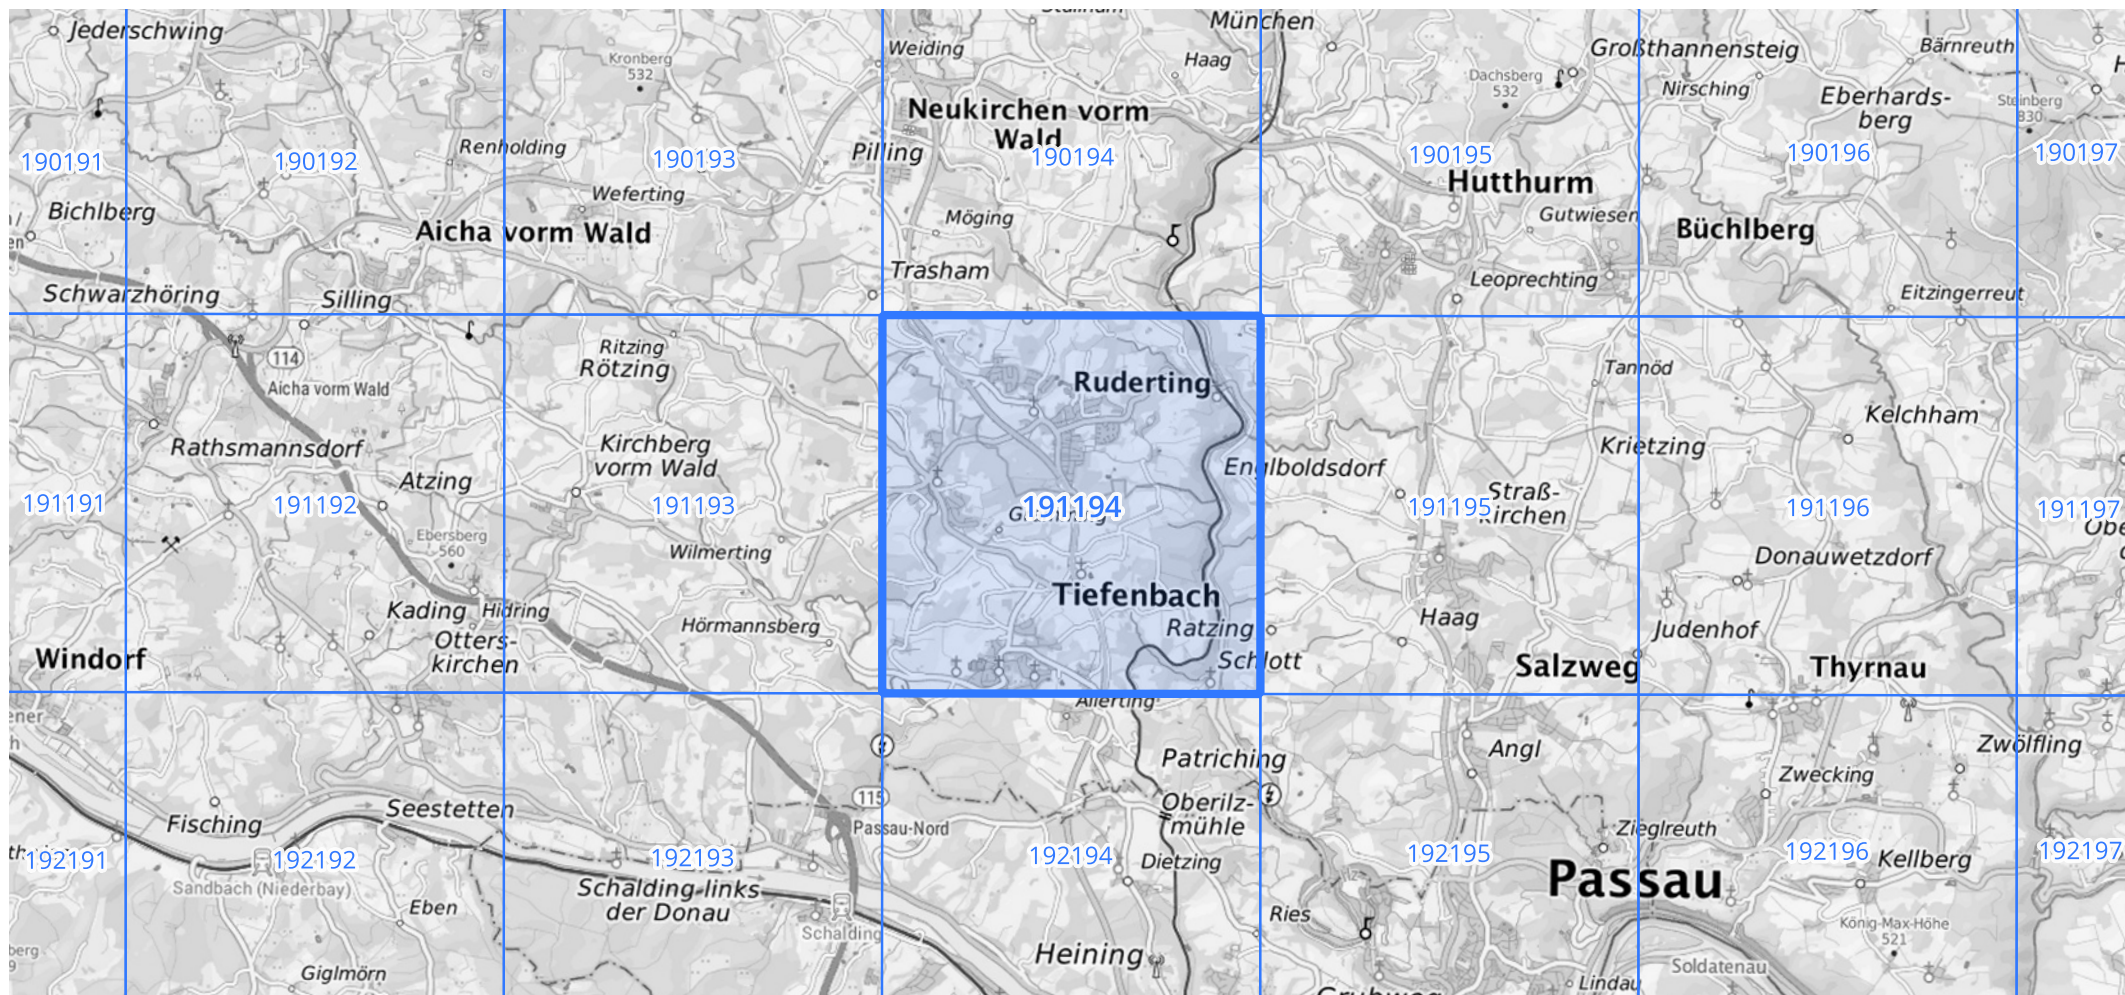 Jederschwing
Kronberg
532
Weiding
München
Haag
Dachsberg
532
Großthannensteig
Nirsching
Bärnreuth
Eberhards-
berg
Steinberg
830
Neukirchen vorm
Wald
Renholding
Pilling
190191
190192
190193
190194
190195
190196
190197
Hutthurm
Bichlberg
Weferting
Möging
Gutwiesen
Büchlberg
Aicha vorm Wald
Trasham
Leoprechting
Eitzingerreut
Schwarzhöring
Silling
114
Aicha vorm Wald
Ritzing
Rötzing
Ruderting
Tannöd
Kelchham
Rathsmannsdorf
Kirchberg
vorm Wald
Krietzing
Atzing
Englboldsdorf
Straß-
kirchen
191191
191192
191193
191194
191195
191196
191197
Ebersberg
560
Wilmerting
Donauwetzdorf
Kading
Hidring
Tiefenbach
Haag
Otters-
kirchen
Hörmannsberg
Ratzing
Judenhof
Windorf
Schlott
Salzweg
Thyrnau
Allerting
Angl
Zwölfling
Patriching
Zwecking
Oberilz-
mühle
115
Passau-Nord
Seestetten
Fisching
Zieglreuth
192191
192192
192193
192194
192195
192196
192197
Dietzing
Kellberg
Sandbach (Niederbay)
Schalding-links
der Donau
Passau
Eben
Ries
König-Max-Höhe
521
Schalding
Heining
Soldatenau
Giglmörn
Lindau